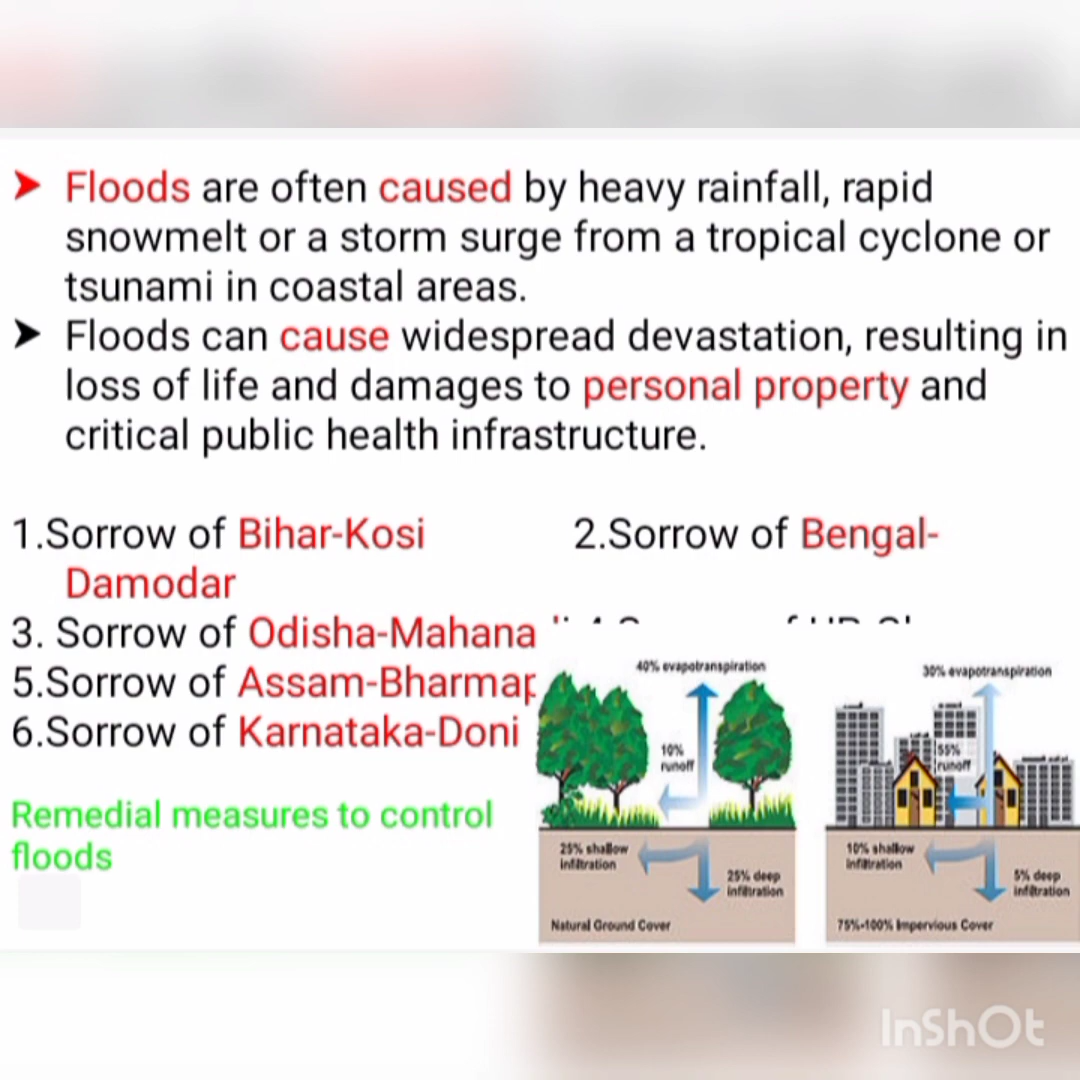 ➤ Floods are often caused by heavy rainfall, rapid
snowmelt or a storm surge from a tropical cyclone or
tsunami in coastal areas.
➤ Floods can cause widespread devastation, resulting in
loss of life and damages to personal property and
critical public health infrastructure.
1.Sorrow of Bihar-Kosi 2.Sorrow of Bengal-
Damodar
3. Sorrow of Odisha-Mahana
5.Sorrow of Assam-Bharmap
6.Sorrow of Karnataka-Doni
Remedial measures to control
floods
40% evapotranspiration
10%
runoff
25% shallow
infiltration
25% deep
infiltration
Natural Ground Cover
30% evapotranspiration
55%
runoff
10% shallow
infiltration
5% deep
infiltration
75%-100% Impervious Cover
InShOt